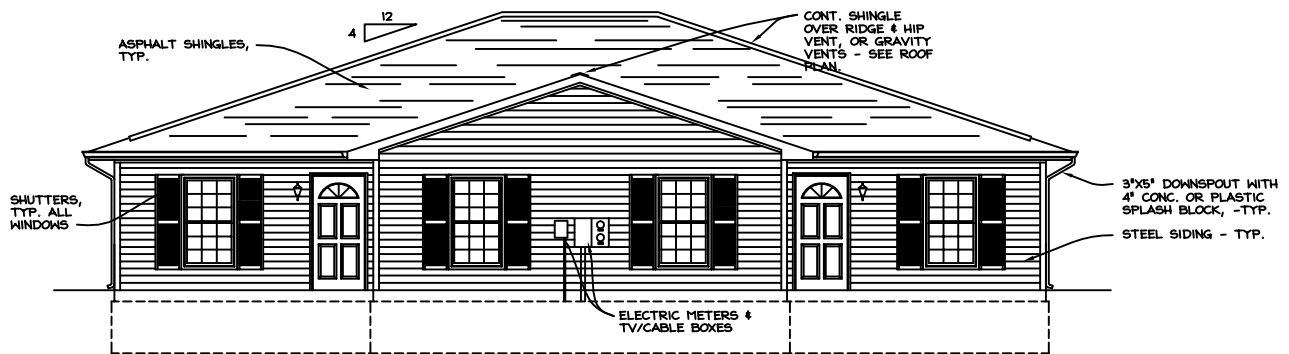 12
4
ASPHALT SHINGLES,
TYP.
CONT. SHINGLE
OVER RIDGE & HIP
VENT, OR GRAVITY
VENTS - SEE ROOF
PLAN.
SHUTTERS,
TYP. ALL
WINDOWS
3"X5" DOWNSPOUT WITH
4" CONC. OR PLASTIC
SPLASH BLOCK, -TYP.
STEEL SIDING - TYP.
ELECTRIC METERS &
TV/CABLE BOXES